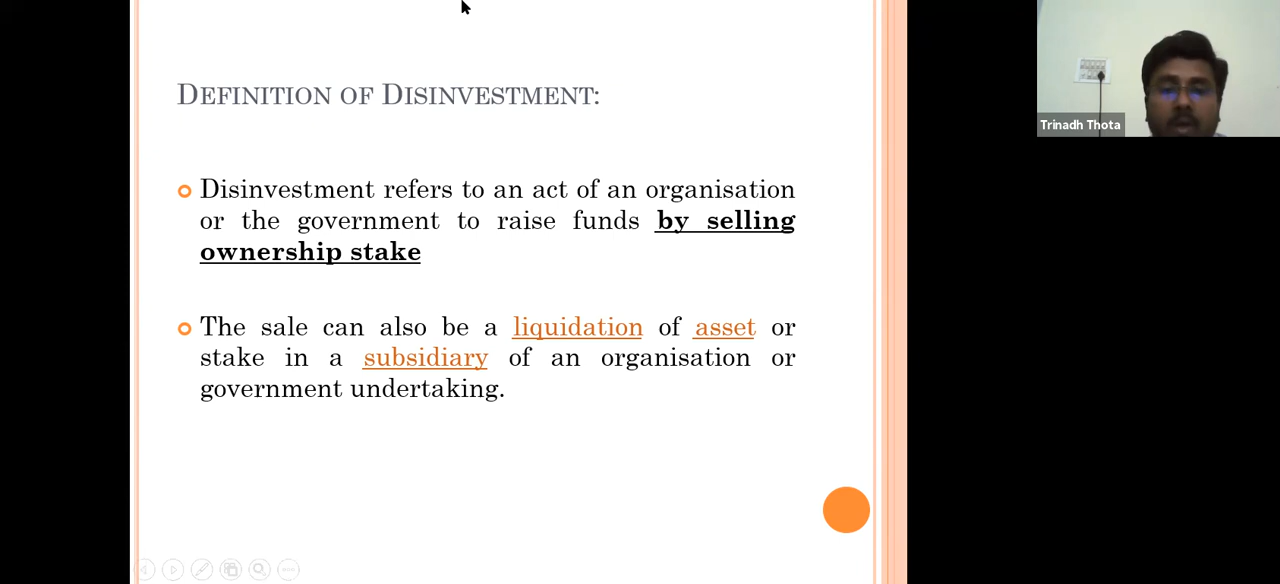 DEFINITION OF DISINVESTMENT:
Disinvestment refers to an act of an organisation
or the government to raise funds by selling
ownership stake
The sale can also be a liquidation of asset or
stake in a subsidiary of an organisation or
government undertaking.
Trinadh Thota